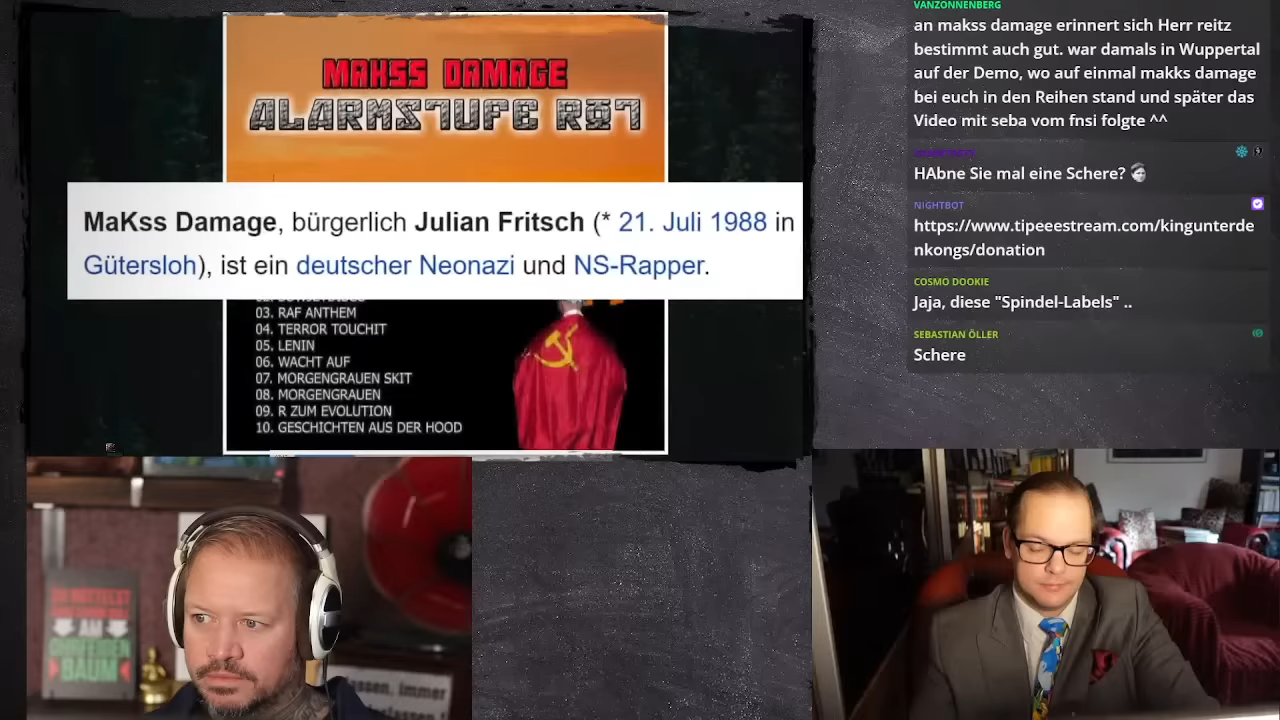 MAKSS DAMAGE
ALARMSTUFE RöT
MaKss Damage, bürgerlich Julian Fritsch (* 21. Juli 1988 in
Gütersloh), ist ein deutscher Neonazi und NS-Rapper.
03. RAF ANTHEM
04. TERROR TOUCHIT
05. LENIN
06. WACHT AUF
07. MORGENGRAUEN SKIT
08. MORGENGRAUEN
09. R ZUM EVOLUTION
10. GESCHICHTEN AUS DER HOOD
VANZONNENBERG
an makss damage erinnert sich Herr reitz
bestimmt auch gut. war damals in Wuppertal
auf der Demo, wo auf einmal makks damage
bei euch in den Reihen stand und später das
Video mit seba vom fnsi folgte ^^
HAbne Sie mal eine Schere?
NIGHTBOT
https://www.tipeeestream.com/kingunterde
nkongs/donation
COSMO DOOKIE
Jaja, diese "Spindel-Labels" ..
SEBASTIAN ÖLLER
Schere
AM
BAUM
immer